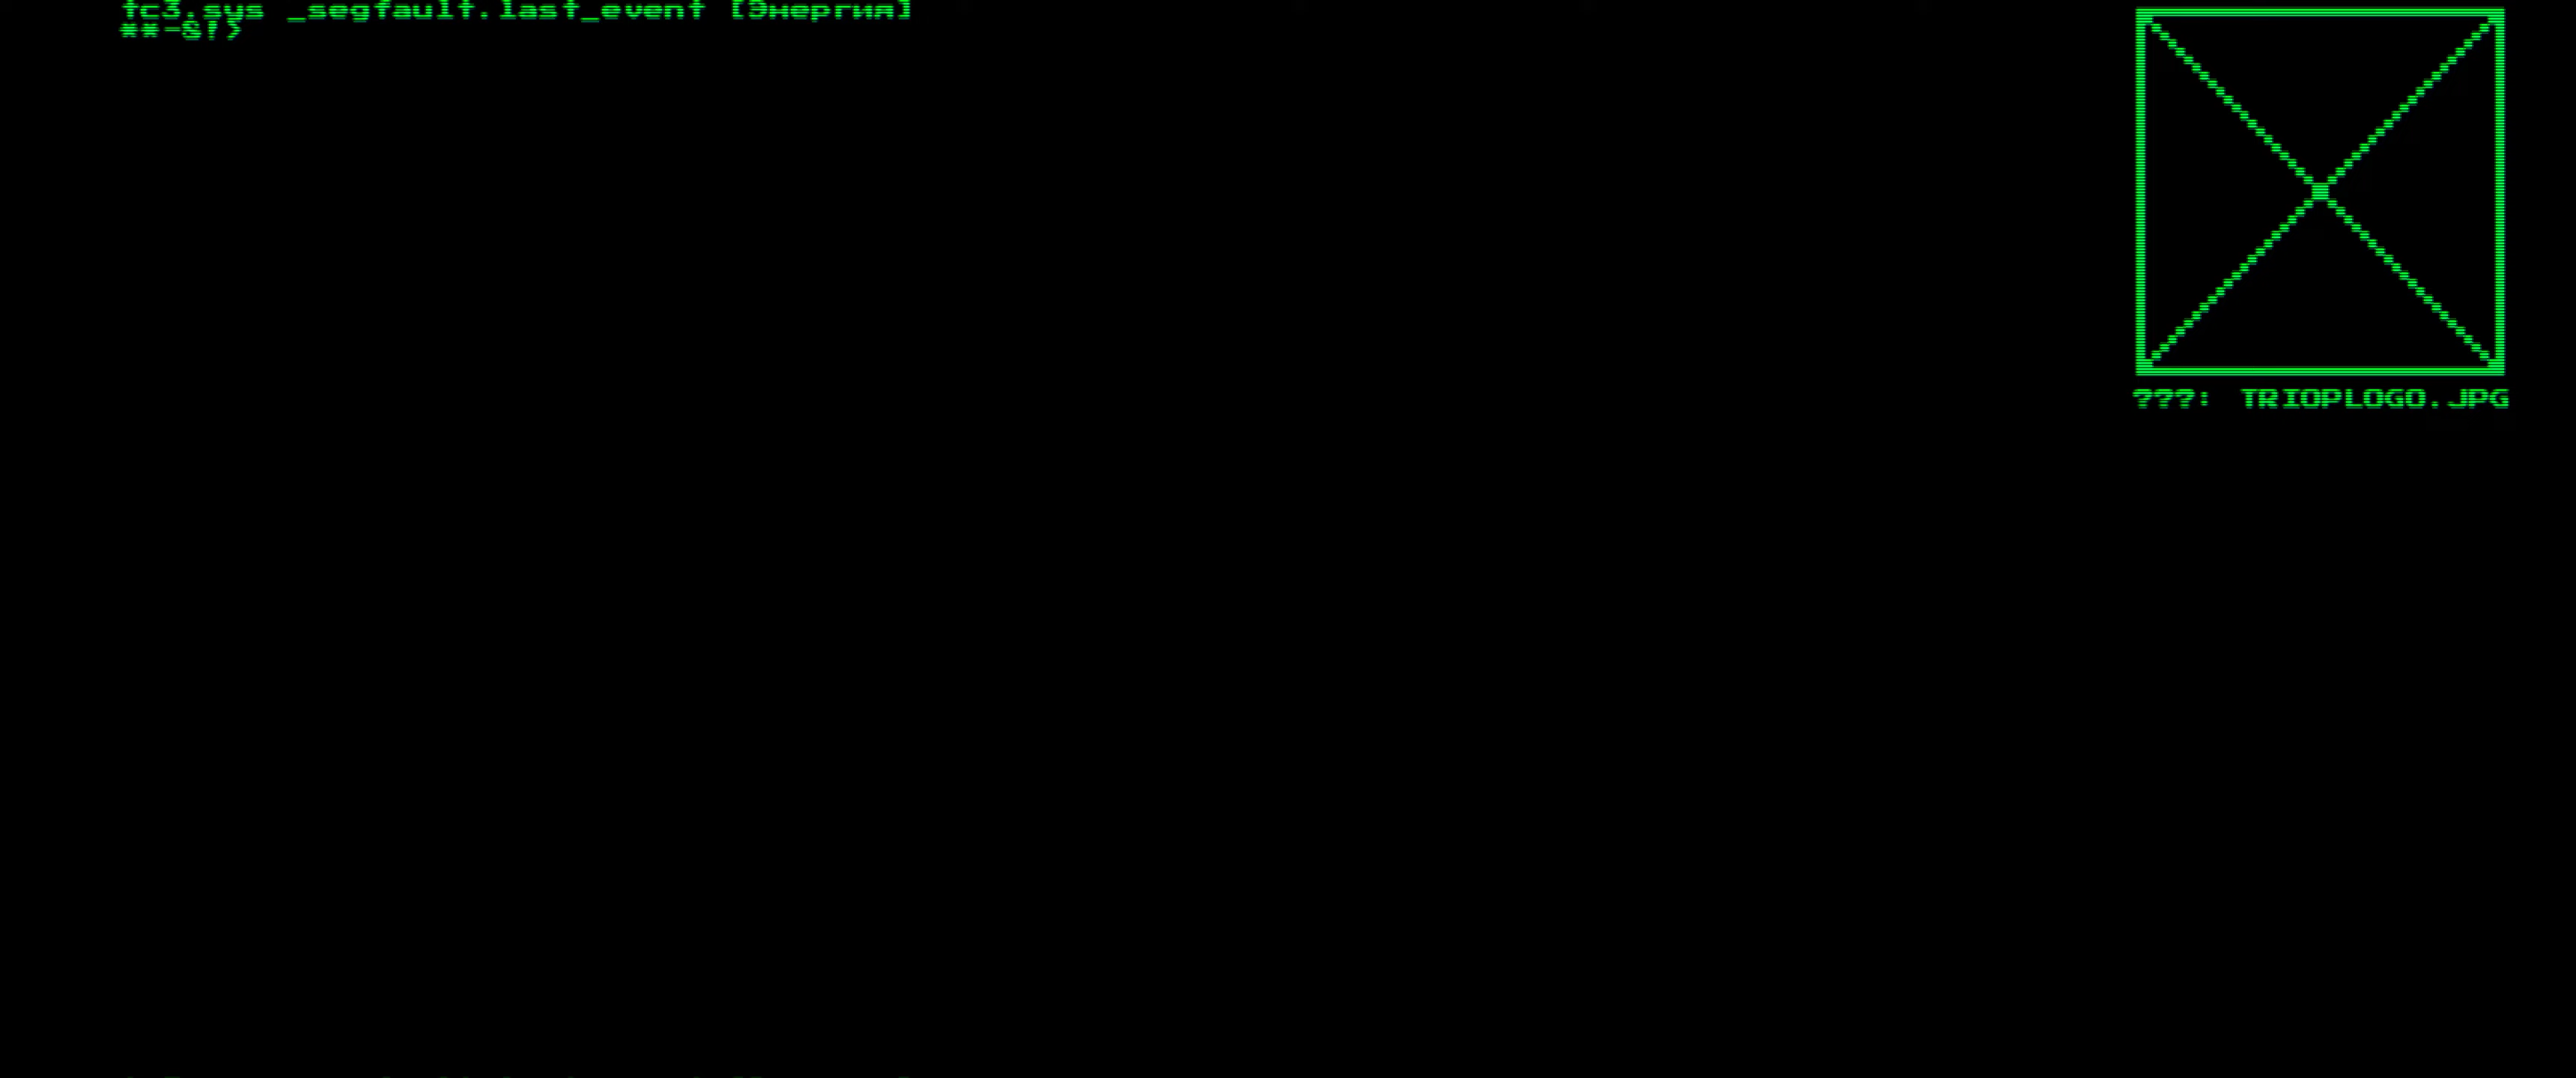 tc3.sys _segfault.last_event [Энергия]
##-&!}
???: TRIOPLOGO.JPG